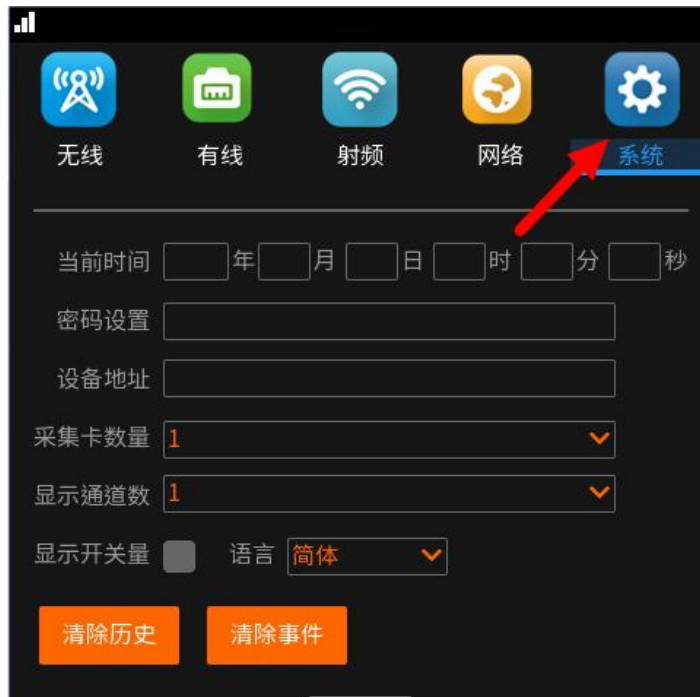 无线 有线 射频 网络 系统
当前时间 年 月 日 时 分 秒
密码设置
设备地址
采集卡数量 1
显示通道数 1
显示开关量 语言 简体
清除历史 清除事件